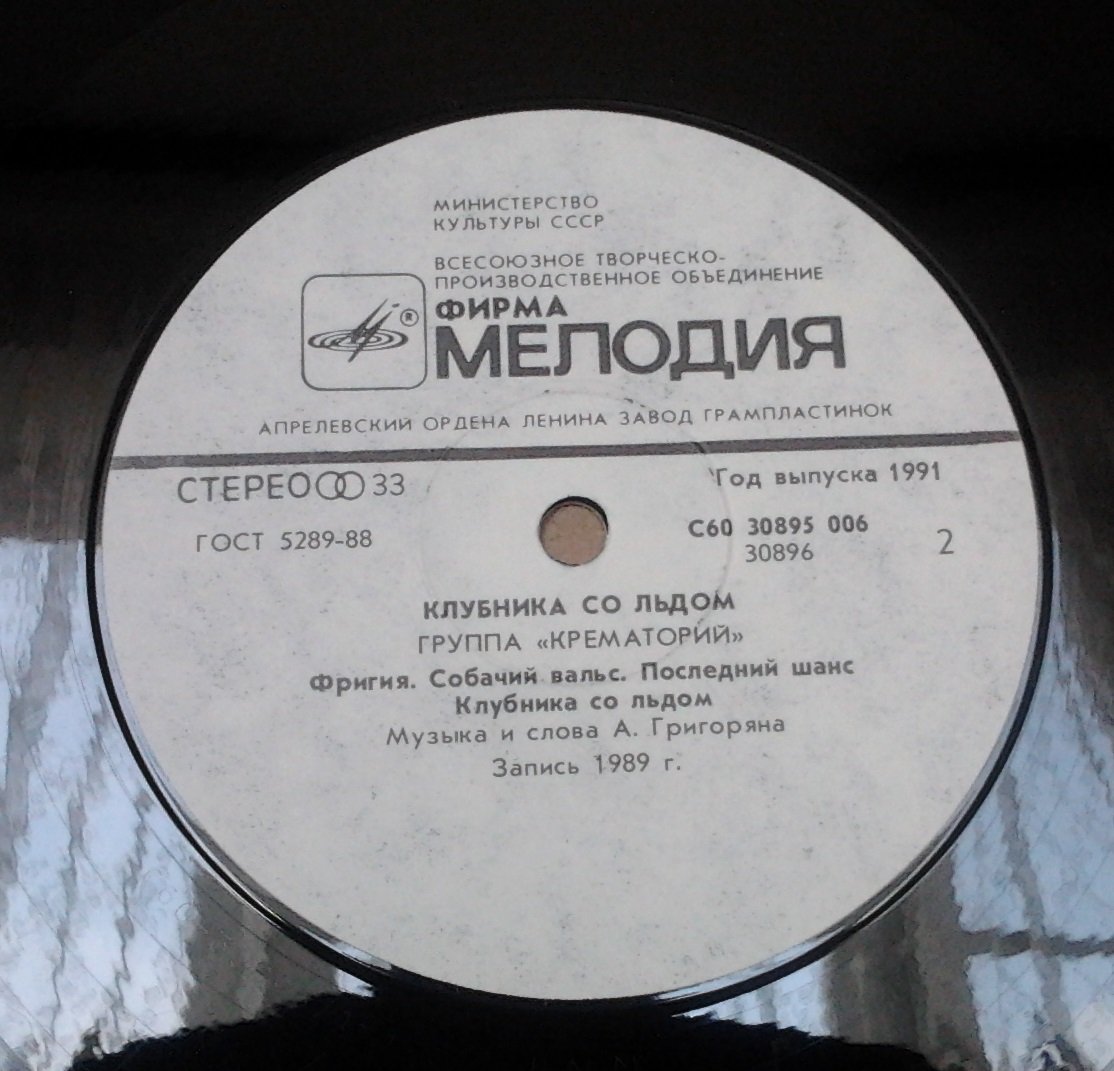 МИНИСТЕРСТВО
КУЛЬТУРЫ СССР
ВСЕСОЮЗНОЕ ТВОРЧЕСКО-
ПРОИЗВОДСТВЕННОЕ ОБЪЕДИНЕНИЕ
ФИРМА
®
МЕЛОДИЯ
АПРЕЛЕВСКИЙ ОРДЕНА ЛЕНИНА ЗАВОД ГРАМПЛАСТИНОК
СТЕРЕО 33
Год выпуска 1991
ГОСТ 5289-88
С60 30895 006
30896
2
КЛУБНИКА СО ЛЬДОМ
ГРУППА «КРЕМАТОРИЙ»
Фригия. Собачий вальс. Последний шанс
Клубника со льдом
Музыка и слова А. Григоряна
Запись 1989 г.